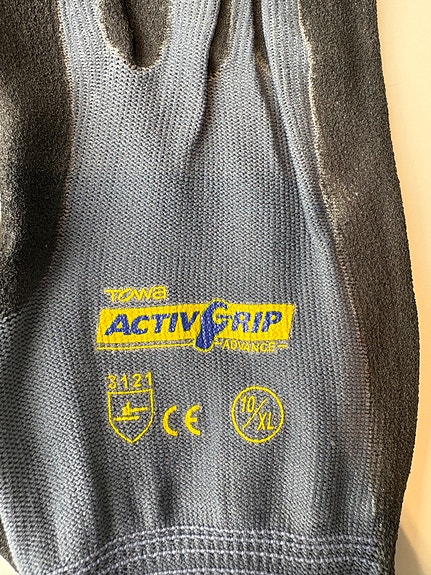 TOWA
ACTIVGRIP
ADVANCE
3121
CE
10/XL